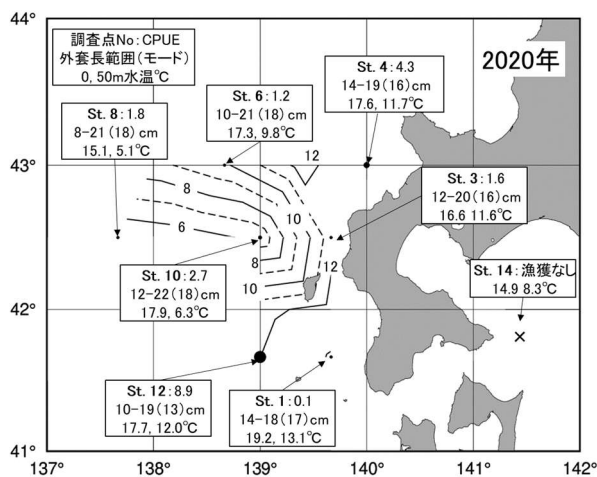 44°
調査点No:CPUE
外套長範囲(モード)
0, 50m水温℃
2020年
St. 4:4.3
14-19(16)cm
17.6, 11.7℃
St. 6:1.2
10-21(18)cm
17.3, 9.8℃
St. 8:1.8
8-21(18)cm
15.1, 5.1℃
43°
12
8
St. 3:1.6
12-20(16)cm
16.6 11.6℃
10
6
12
St. 14:漁獲なし
14.9 8.3℃
St. 10:2.7
12-22(18)cm
17.9, 6.3℃
8
10
42°
St. 12:8.9
10-19(13)cm
17.7, 12.0℃
St. 1:0.1
14-18(17)cm
19.2, 13.1℃
41°
137°
138°
139°
140°
141°
142°